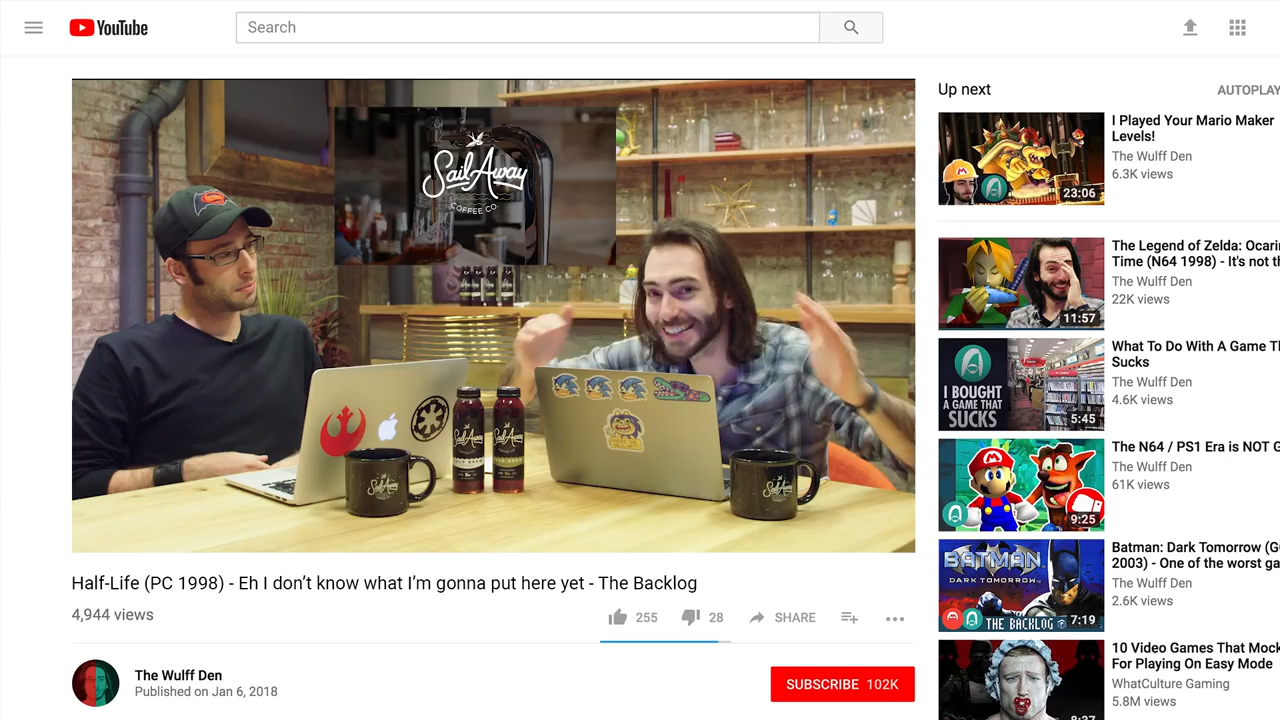 YouTube
Search
Up next
AUTOPLAY
SailAway
COFFEE CO.
SailAway
SailAway
SailAway
SailAway
I Played Your Mario Maker
Levels!
The Wulff Den
6.3K views
23:06
The Legend of Zelda: Ocari
Time (N64 1998) - It's not t
The Wulff Den
22K views
11:57
What To Do With A Game T
Sucks
The Wulff Den
4.6K views
I BOUGHT
A GAME THAT
SUCKS
5:45
The N64 / PS1 Era is NOT G
The Wulff Den
61K views
9:25
Batman: Dark Tomorrow (G
2003) - One of the worst ga
The Wulff Den
2.6K views
BATMAN
DARK TOMORROW
THE BACKLOG
7:19
10 Video Games That Mock
For Playing On Easy Mode
WhatCulture Gaming
5.8M views
8:37
Half-Life (PC 1998) - Eh I don’t know what I’m gonna put here yet - The Backlog
4,944 views
255
28
SHARE
The Wulff Den
Published on Jan 6, 2018
SUBSCRIBE 102K